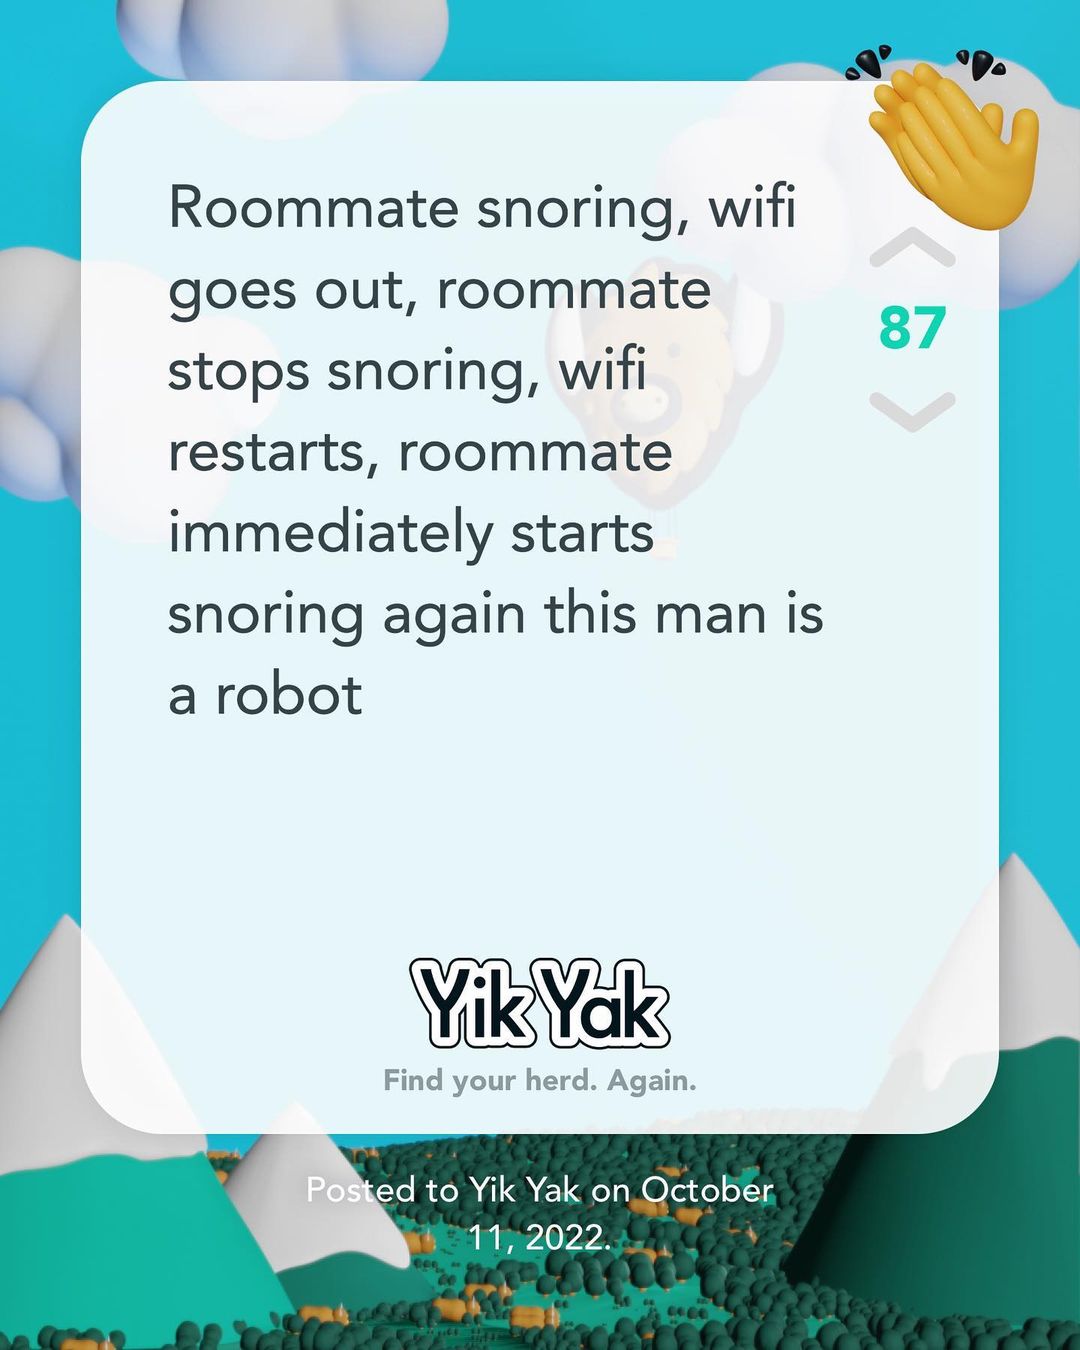 Roommate snoring, wifi
goes out, roommate
stops snoring, wifi
restarts, roommate
immediately starts
snoring again this man is
a robot
87
Yik Yak
Find your herd. Again.
Posted to Yik Yak on October
11, 2022.